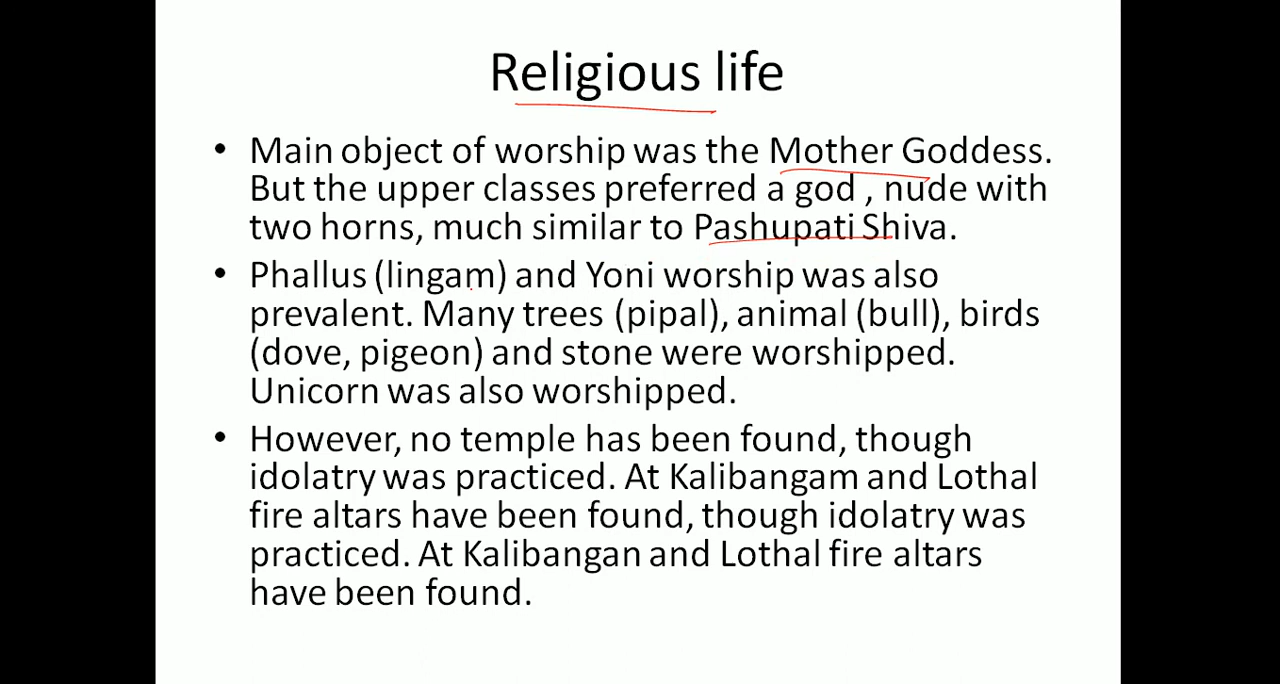 Religious life
• Main object of worship was the Mother Goddess.
But the upper classes preferred a god , nude with
two horns, much similar to Pashupati Shiva.
• Phallus (lingam) and Yoni worship was also
prevalent. Many trees (pipal), animal (bull), birds
(dove, pigeon) and stone were worshipped.
Unicorn was also worshipped.
• However, no temple has been found, though
idolatry was practiced. At Kalibangam and Lothal
fire altars have been found, though idolatry was
practiced. At Kalibangan and Lothal fire altars
have been found.